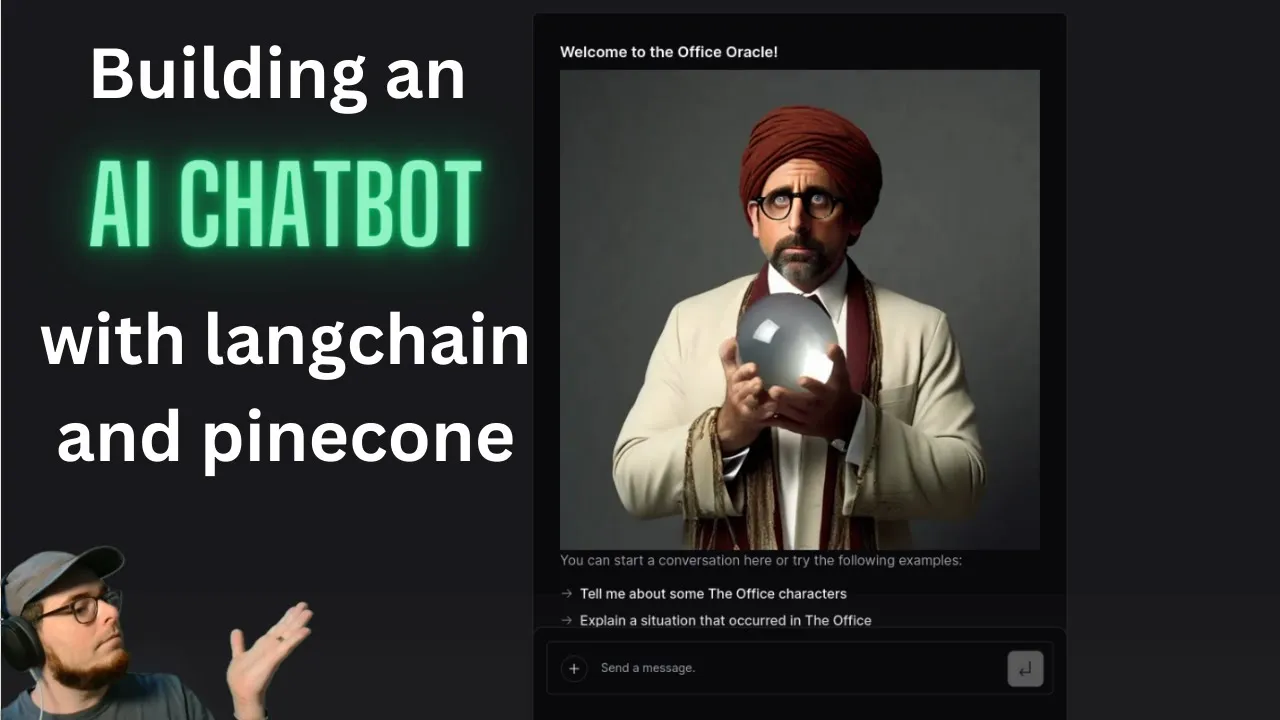 Building an
AI CHATBOT
with langchain
and pinecone
Welcome to the Office Oracle!
You can start a conversation here or try the following examples:
→ Tell me about some The Office characters
→ Explain a situation that occurred in The Office
+ Send a message.